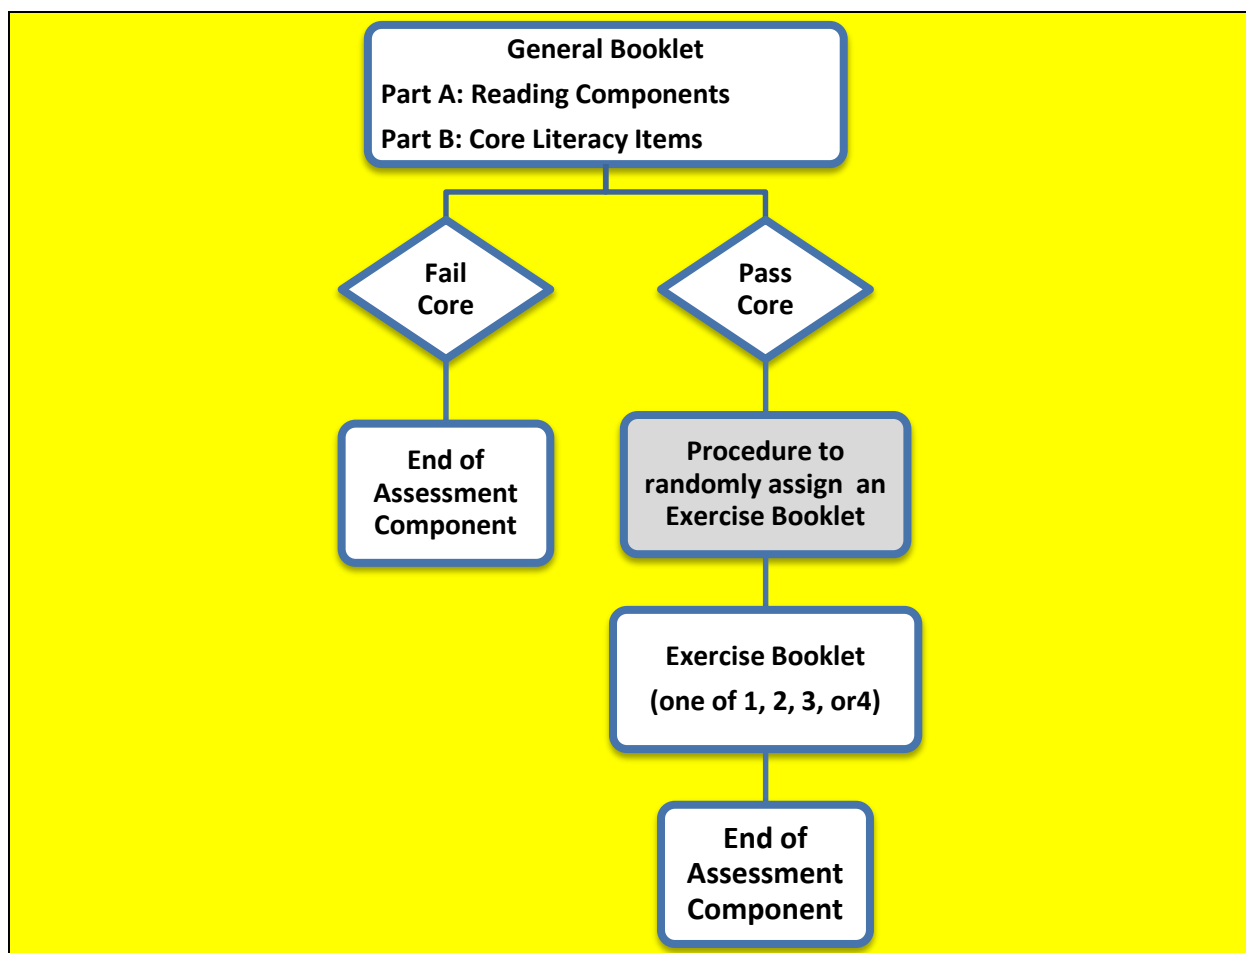 General Booklet
Part A: Reading Components
Part B: Core Literacy Items
Fail
Core
Pass
Core
End of
Assessment
Component
Procedure to
randomly assign  an
Exercise Booklet
Exercise Booklet
(one of 1, 2, 3, or4)
End of
Assessment
Component